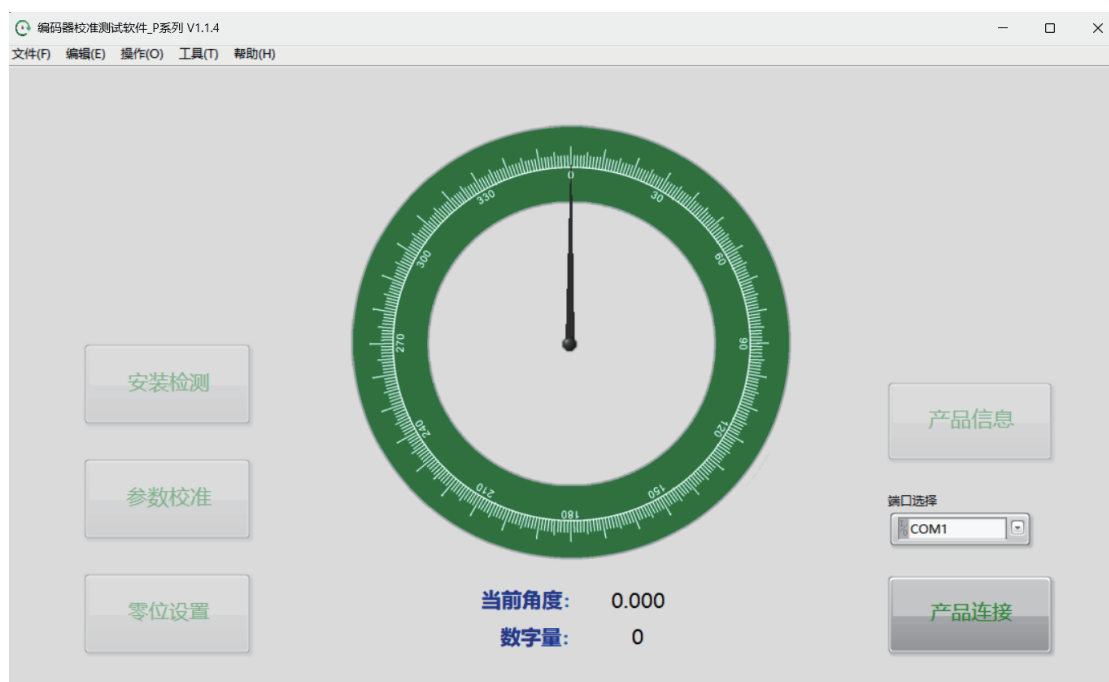 编码器校准测试软件_P系列 V1.1.4
文件(F) 编辑(E) 操作(O) 工具(T) 帮助(H)
0
30
60
90
120
150
180
210
240
270
300
330
安装检测
参数校准
零位设置
当前角度: 0.000
数字量: 0
产品信息
端口选择
COM1
产品连接